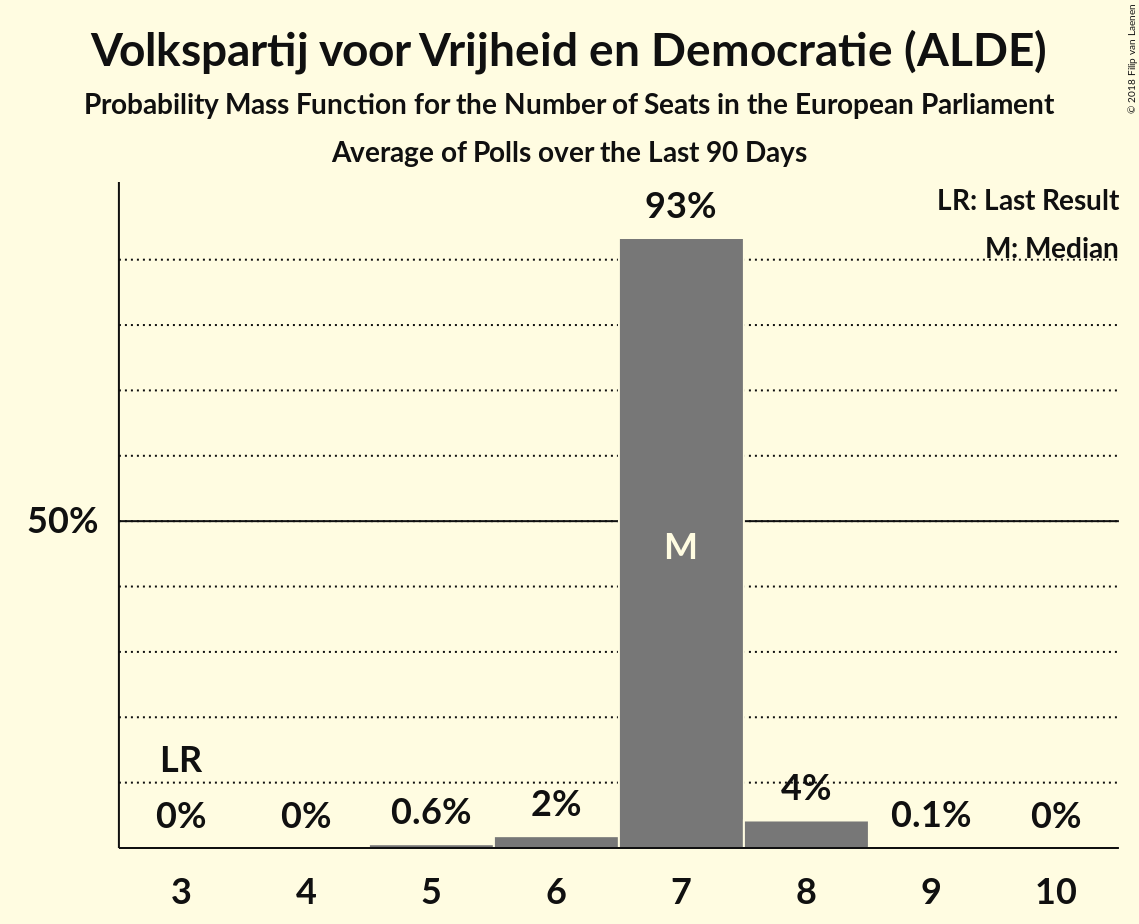 Volkspartij voor Vrijheid en Democratie (ALDE)
Probability Mass Function for the Number of Seats in the European Parliament
Average of Polls over the Last 90 Days
© 2018 Filip van Laenen
LR: Last Result
M: Median
93%
50%
M
LR
0%
0%
0.6%
2%
4%
0.1%
0%
3 4 5 6 7 8 9 10